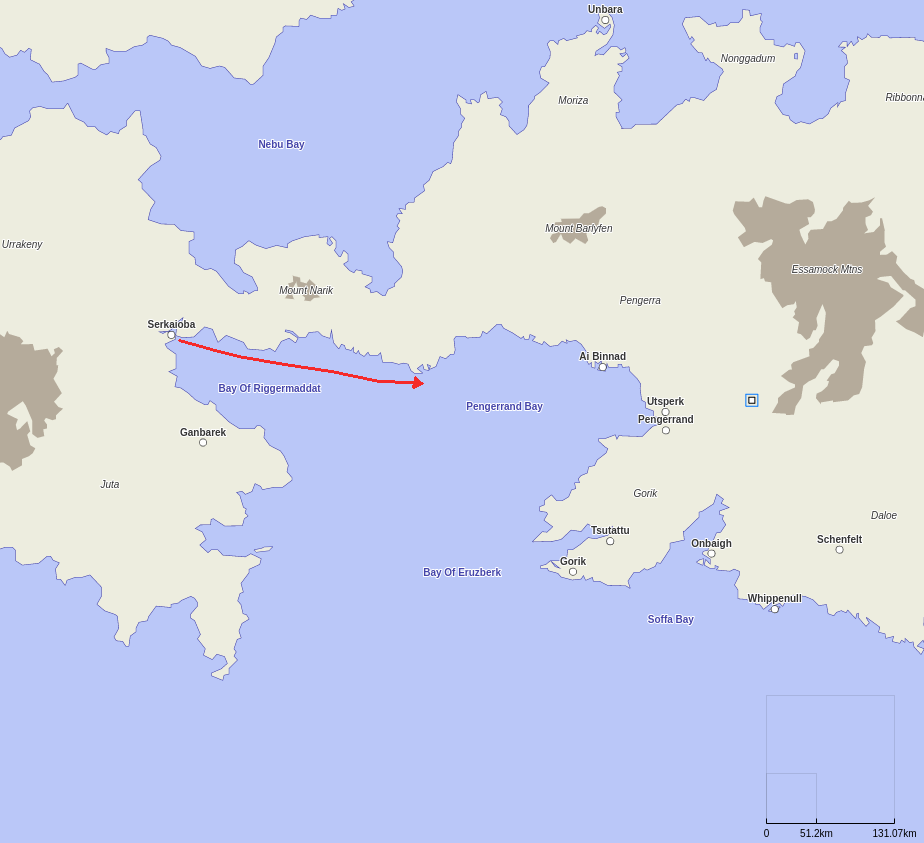 Unbara
Nonggadum
Moriza
Nebu Bay
Mount Barlyfen
Urrakeny
Essamock Mtns
Mount Narik
Pengerra
Serkaioba
Ai Binnad
Bay Of Riggermaddat
Pengerrand Bay
Utsperk
Pengerrand
Ganbarek
Juta
Gorik
Daloe
Tsutattu
Onbaigh
Schenfelt
Gorik
Bay Of Eruzberk
Whippenull
Soffa Bay
0 51.2km 131.07km